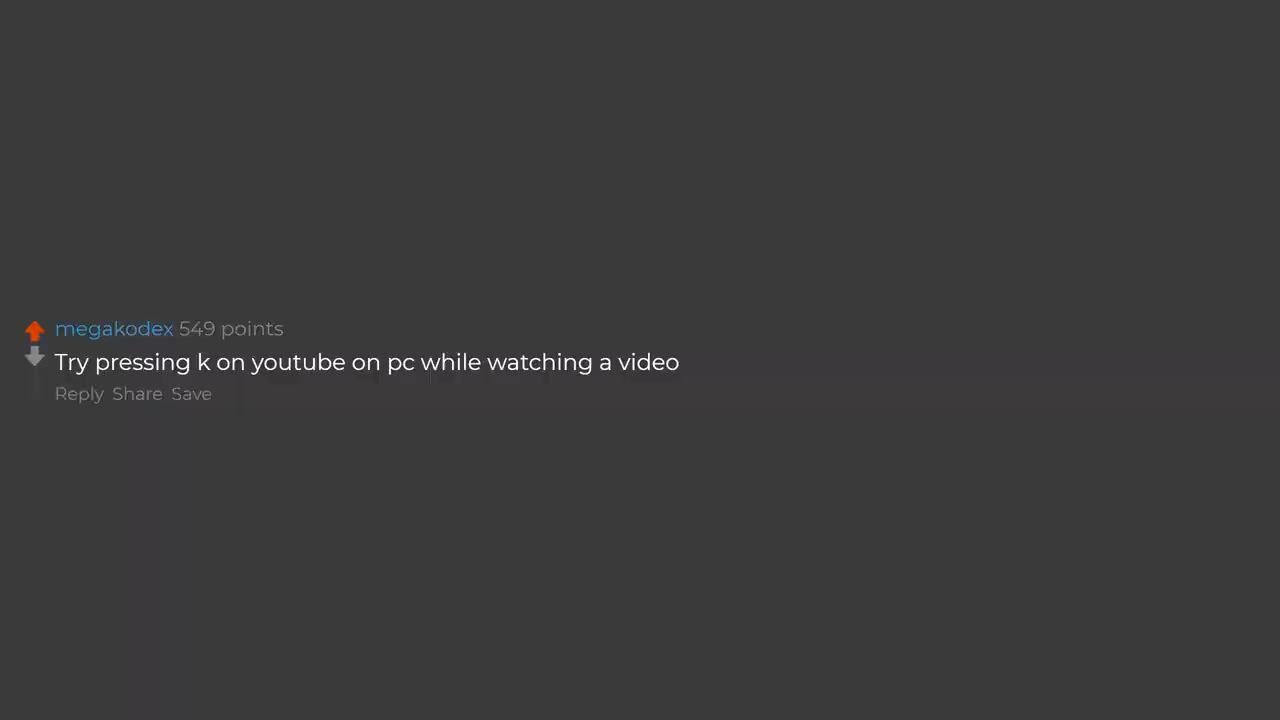 megakodex 549 points
Try pressing k on youtube on pc while watching a video
Reply Share Save